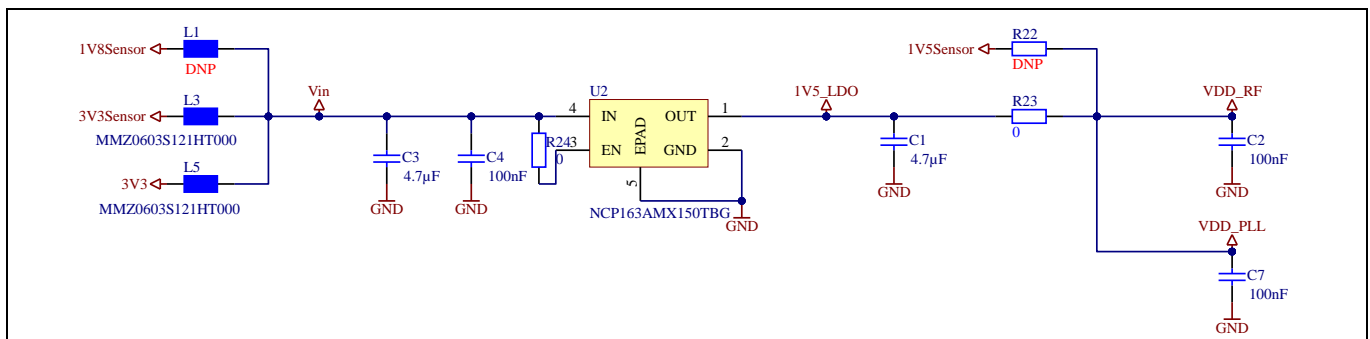 L1
1V8Sensor
DNP
L3
3V3Sensor
MMZ0603S121HT000
L5
3V3
MMZ0603S121HT000
Vin
C3
4.7µF
GND
C4
100nF
GND
R24
0
U2
4
IN
OUT
1
3
EN
EPAD
GND
2
5
NCP163AMX150TBG
GND
1V5_LDO
C1
4.7µF
GND
R22
1V5Sensor
DNP
R23
0
VDD_RF
C2
100nF
GND
VDD_PLL
C7
100nF
GND